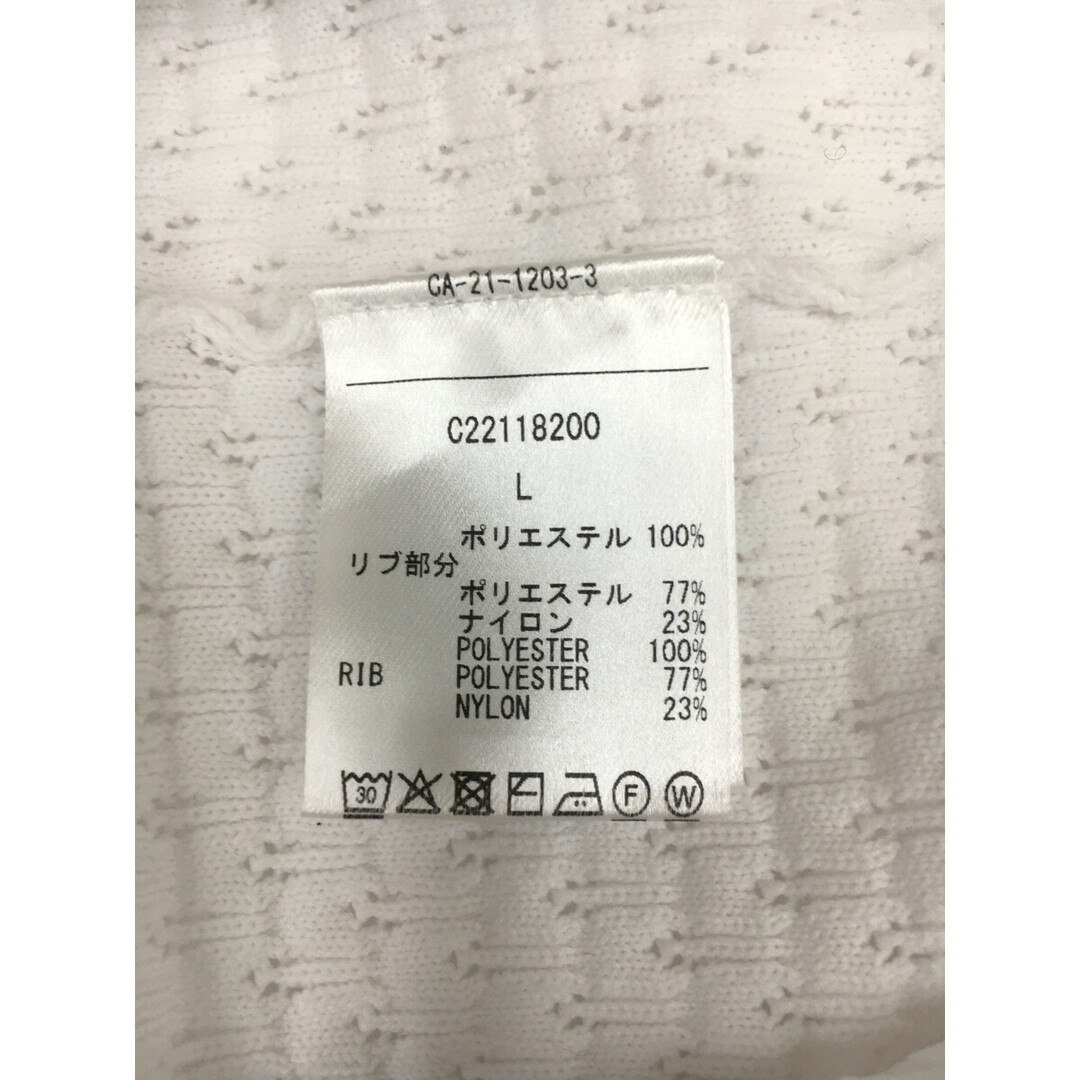 CA-21-1203-3
C22118200
L
ポリエステル 100%
リブ部分
ポリエステル 77%
ナイロン 23%
POLYESTER 100%
RIB POLYESTER 77%
NYLON 23%
30 F W